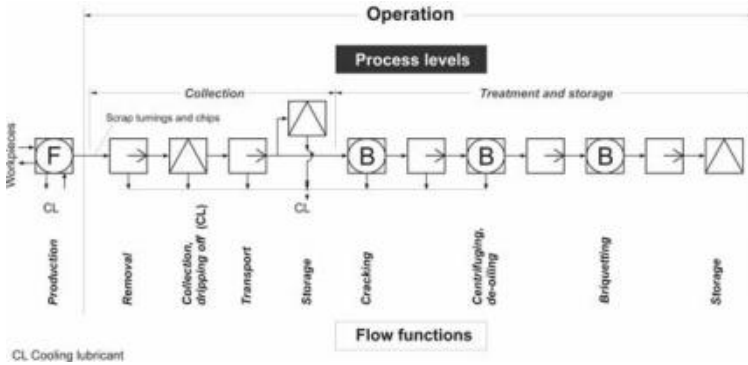 Operation
Process levels
Collection
Treatment and storage
Scrap turnings and chips
Workpieces
F
B
B
B
CL
CL
Production
Removal
Collection,
dripping off (CL)
Transport
Storage
Cracking
Centrifuging,
de-oiling
Briquetting
Storage
Flow functions
CL Cooling lubricant